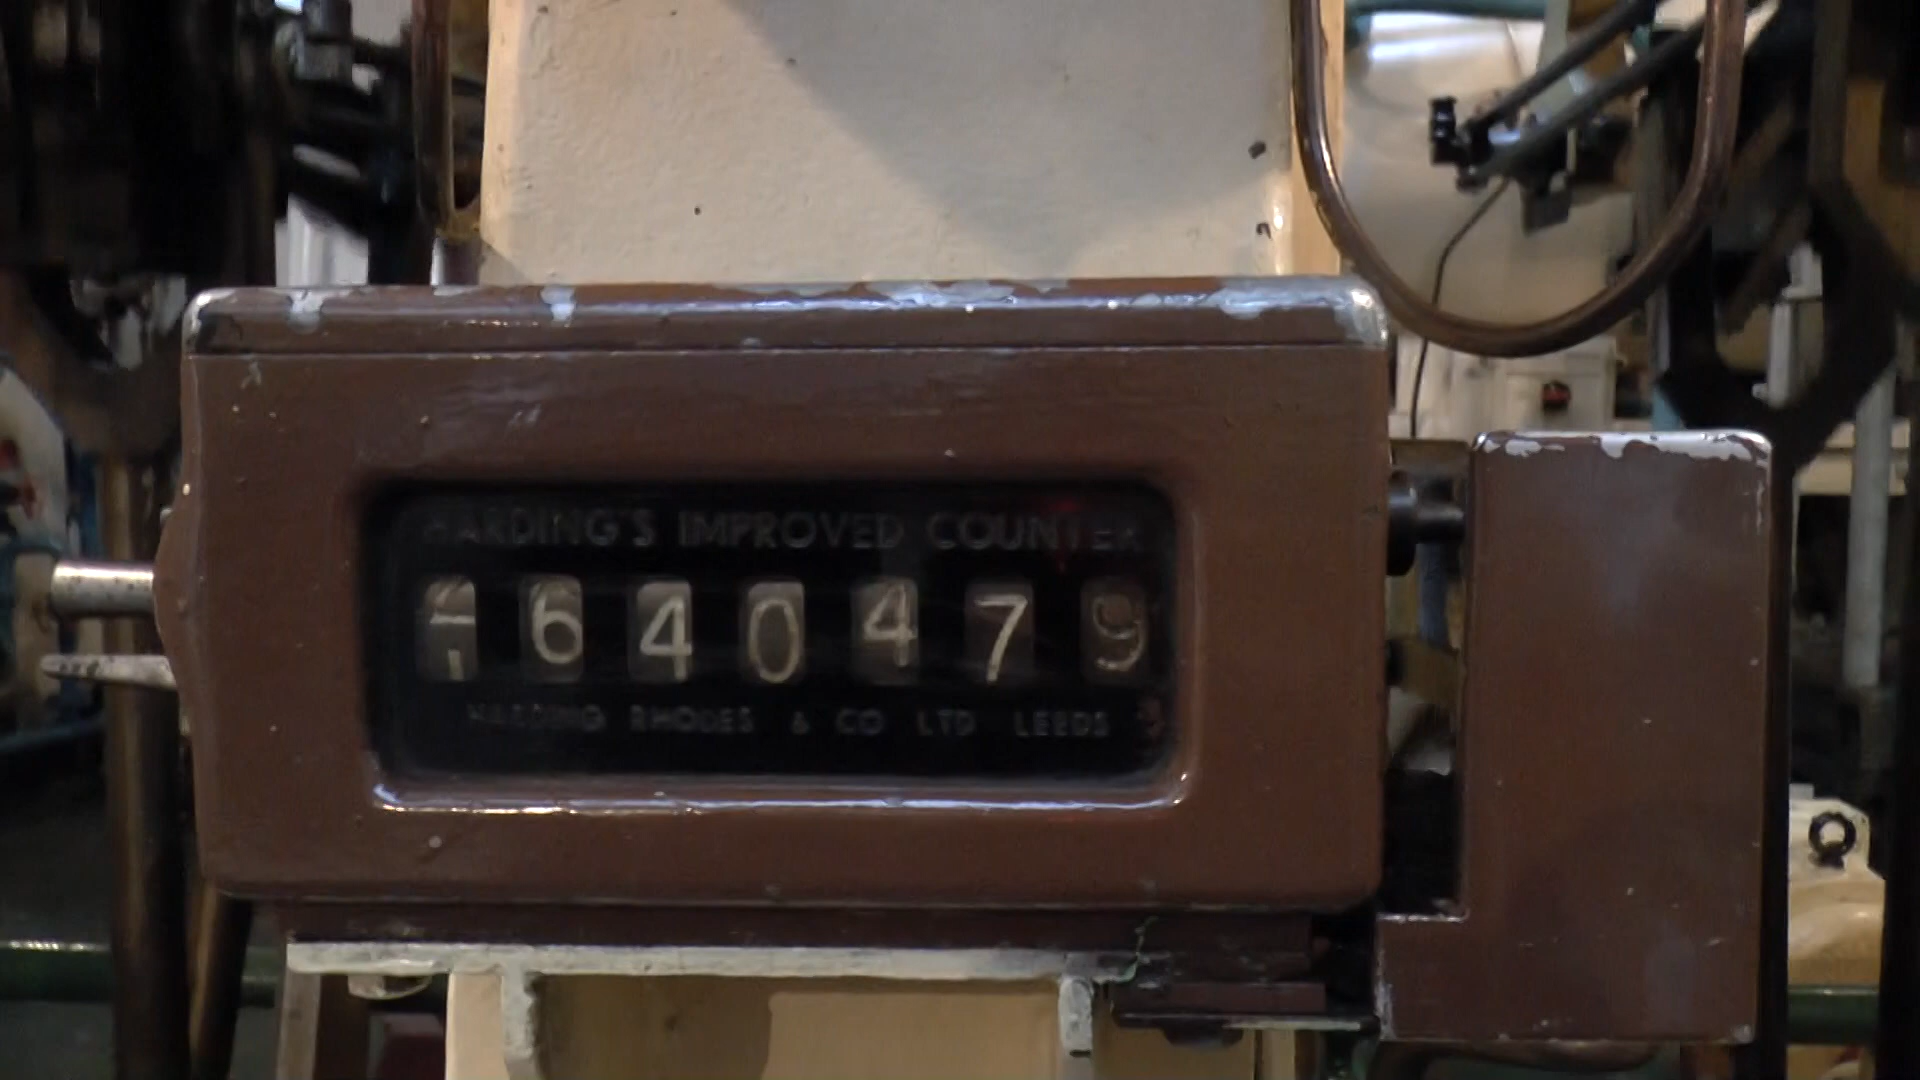 HARDING'S IMPROVED COUNTER
640479
HARDING RHODES & CO LTD LEEDS